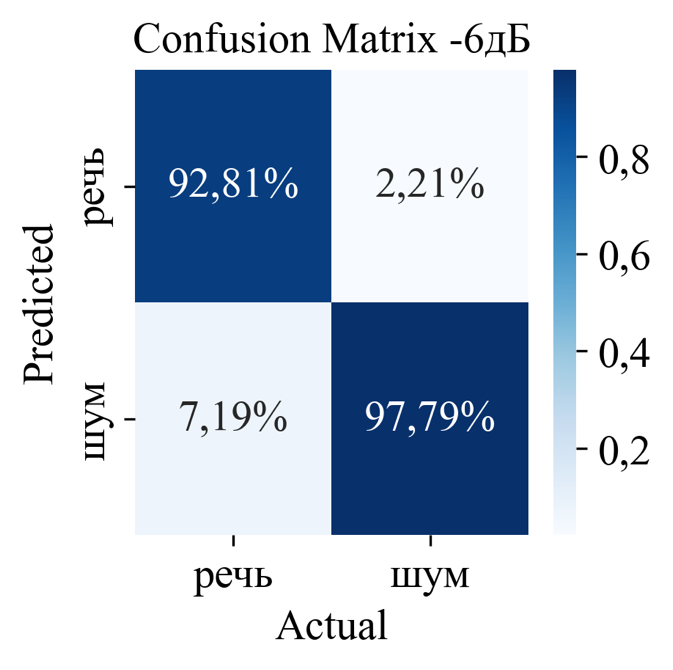 Confusion Matrix -6дБ
Predicted
речь
92,81%
2,21%
шум
7,19%
97,79%
речь
шум
Actual
0,8
0,6
0,4
0,2